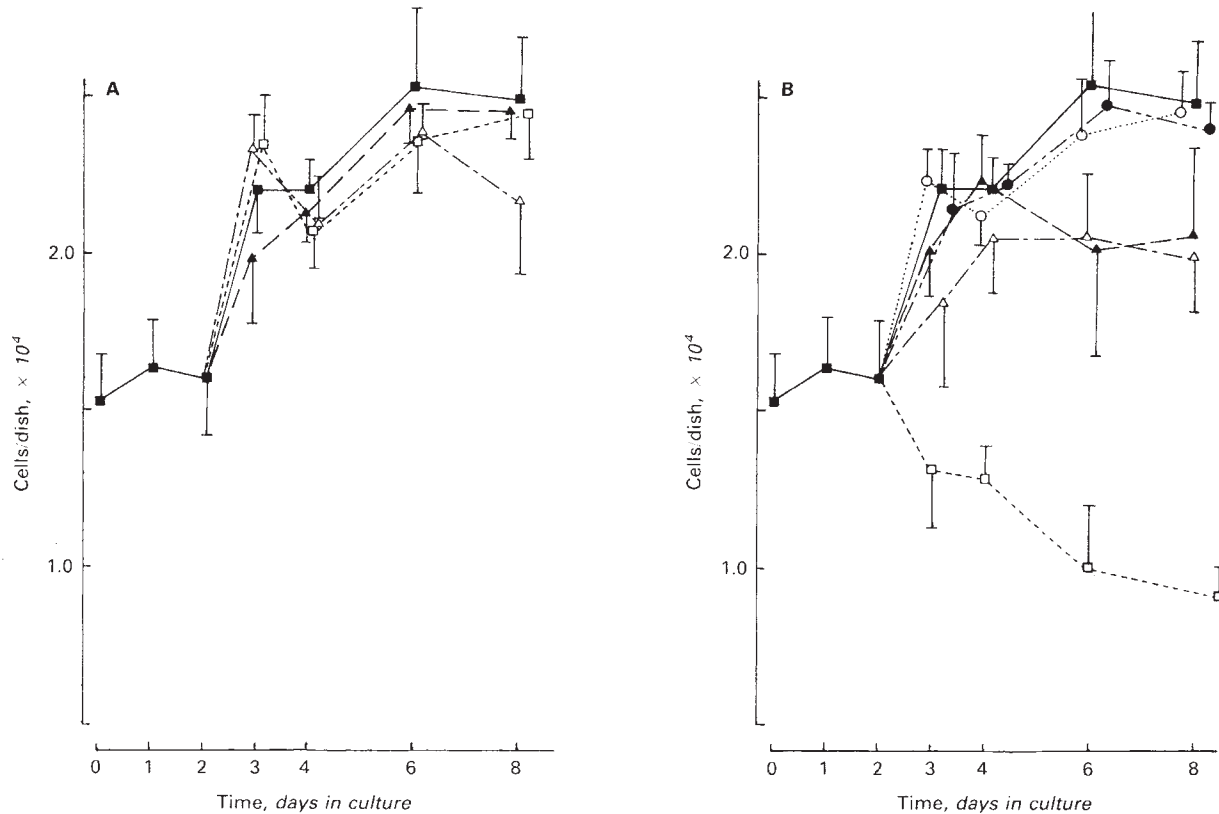 A
2.0
1.0
Cells/dish, × 10⁴
0 1 2 3 4 6 8
Time, days in culture
B
2.0
1.0
Cells/dish, × 10⁴
0 1 2 3 4 6 8
Time, days in culture